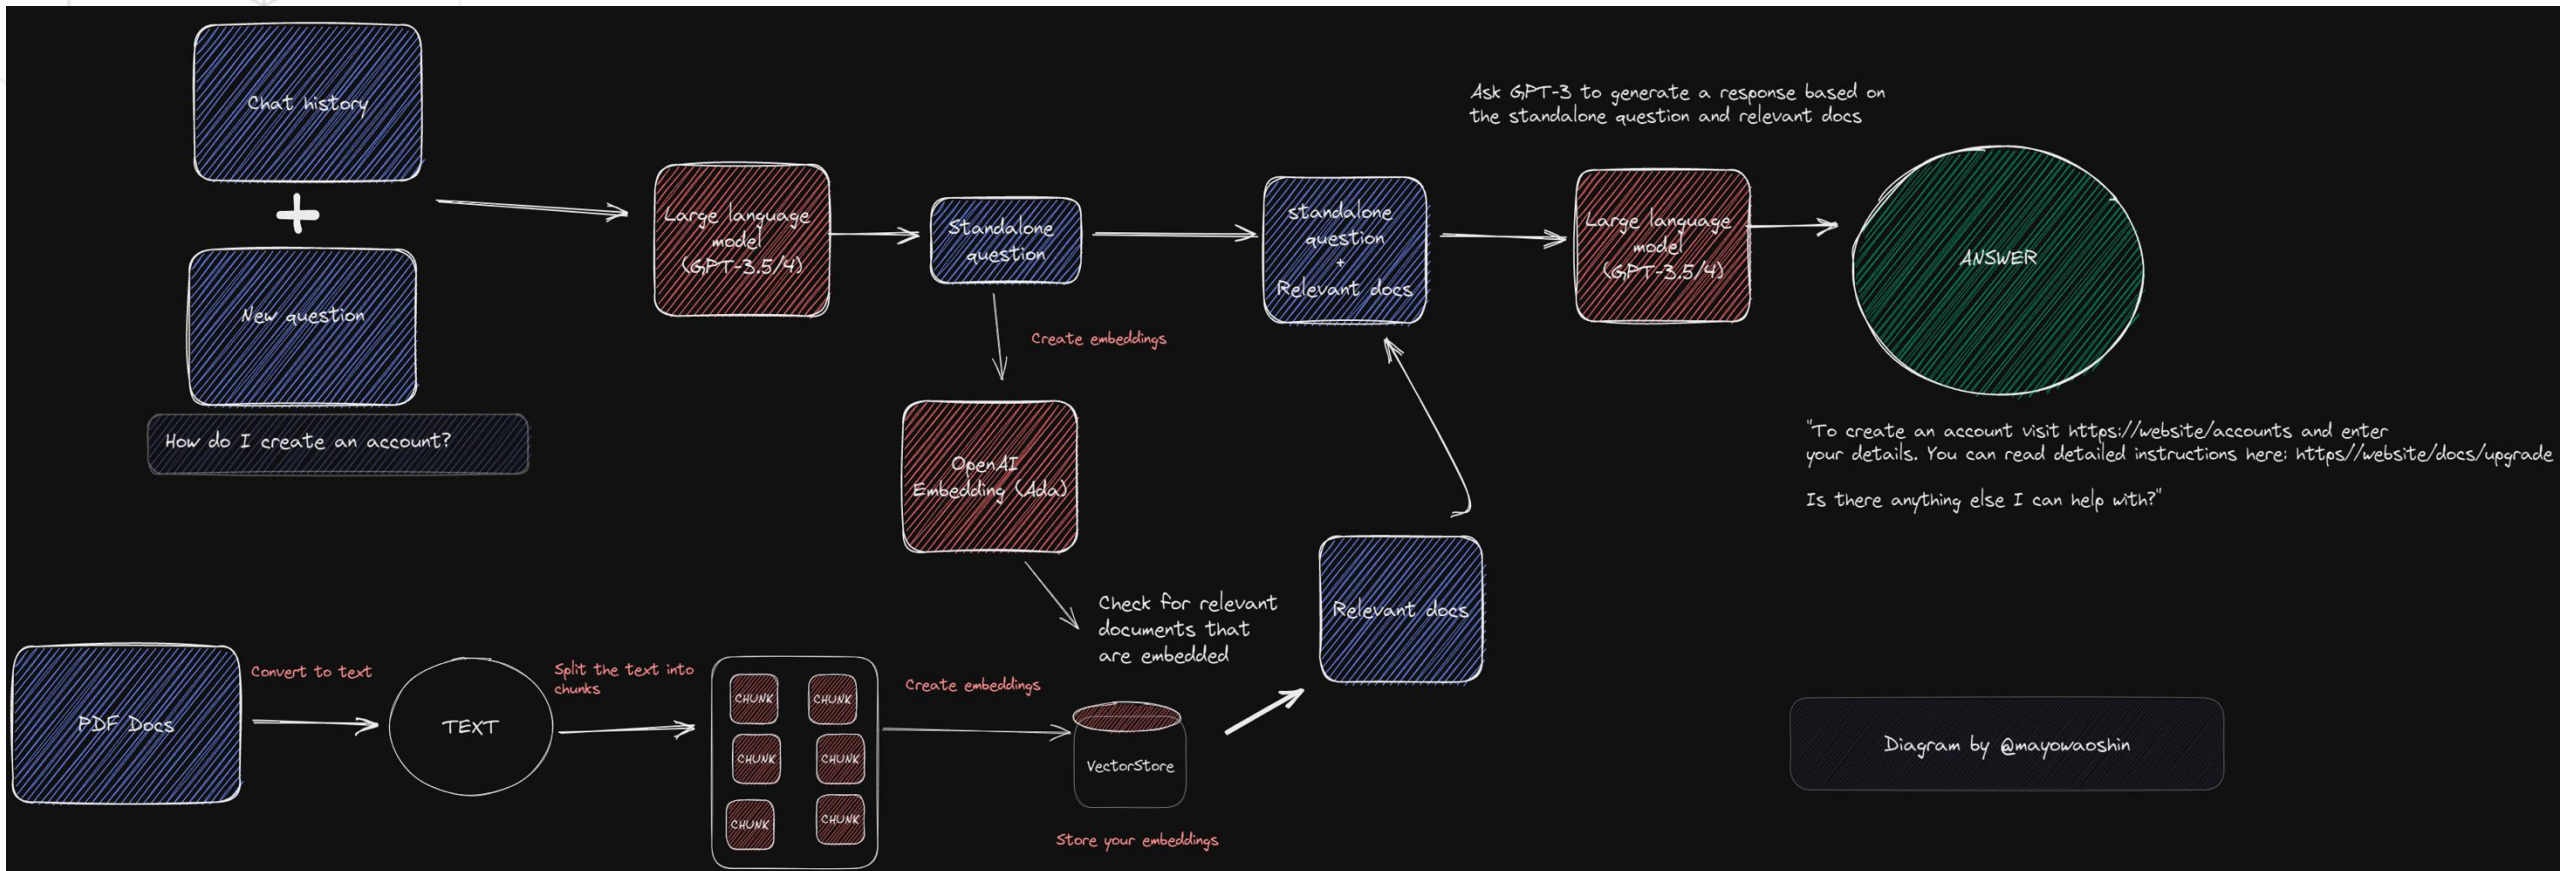 Chat history
New question
How do I create an account?
Large language
model
(GPT-3.5/4)
Standalone
question
Create embeddings
OpenAI
Embedding (Ada)
standalone
question
+
Relevant docs
Ask GPT-3 to generate a response based on
the standalone question and relevant docs
Large language
model
(GPT-3.5/4)
ANSWER
"To create an account visit https://website/accounts and enter
your details. You can read detailed instructions here: https//website/docs/upgrade
Is there anything else I can help with?"
PDF Docs
Convert to text
TEXT
Split the text into
chunks
CHUNK
CHUNK
CHUNK
CHUNK
CHUNK
CHUNK
Create embeddings
Check for relevant
documents that
are embedded
VectorStore
Store your embeddings
Relevant docs
Diagram by @mayowaoshin